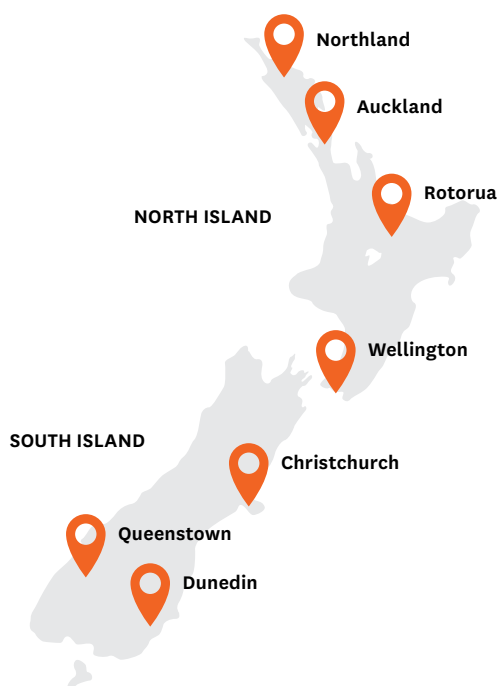 Northland
Auckland
Rotorua
NORTH ISLAND
Wellington
SOUTH ISLAND
Christchurch
Queenstown
Dunedin